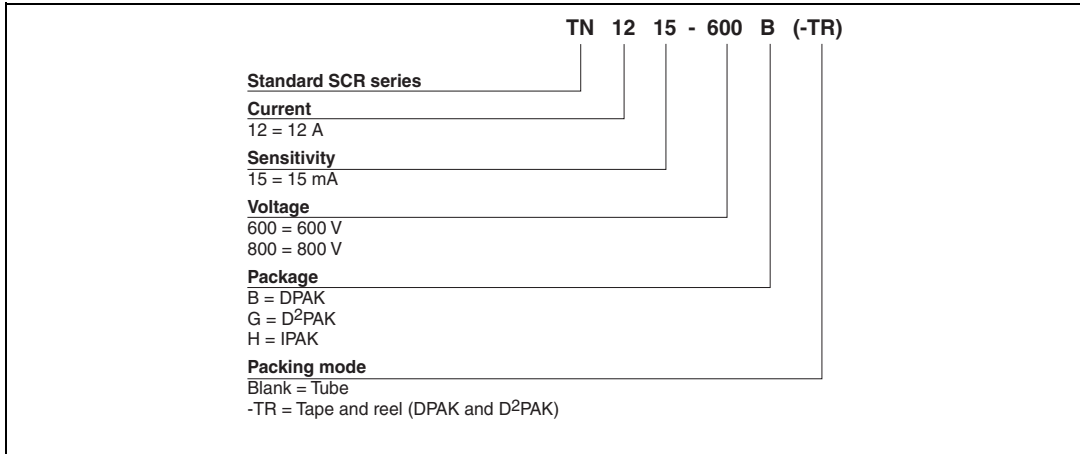 TN 12 15 - 600 B (-TR)
Standard SCR series
Current
12 = 12 A
Sensitivity
15 = 15 mA
Voltage
600 = 600 V
800 = 800 V
Package
B = DPAK
G = D²PAK
H = IPAK
Packing mode
Blank = Tube
-TR = Tape and reel (DPAK and D²PAK)